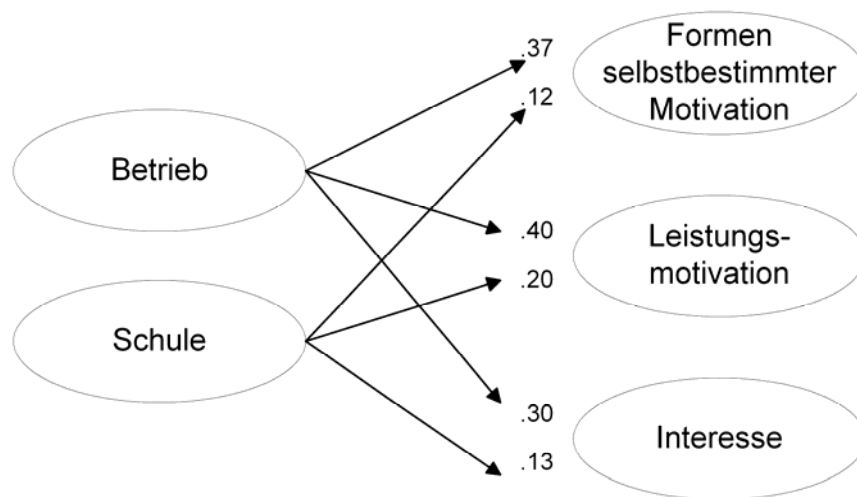 Betrieb
Schule
.37
.12
.40
.20
.30
.13
Formen
selbstbestimmter
Motivation
Leistungs-
motivation
Interesse